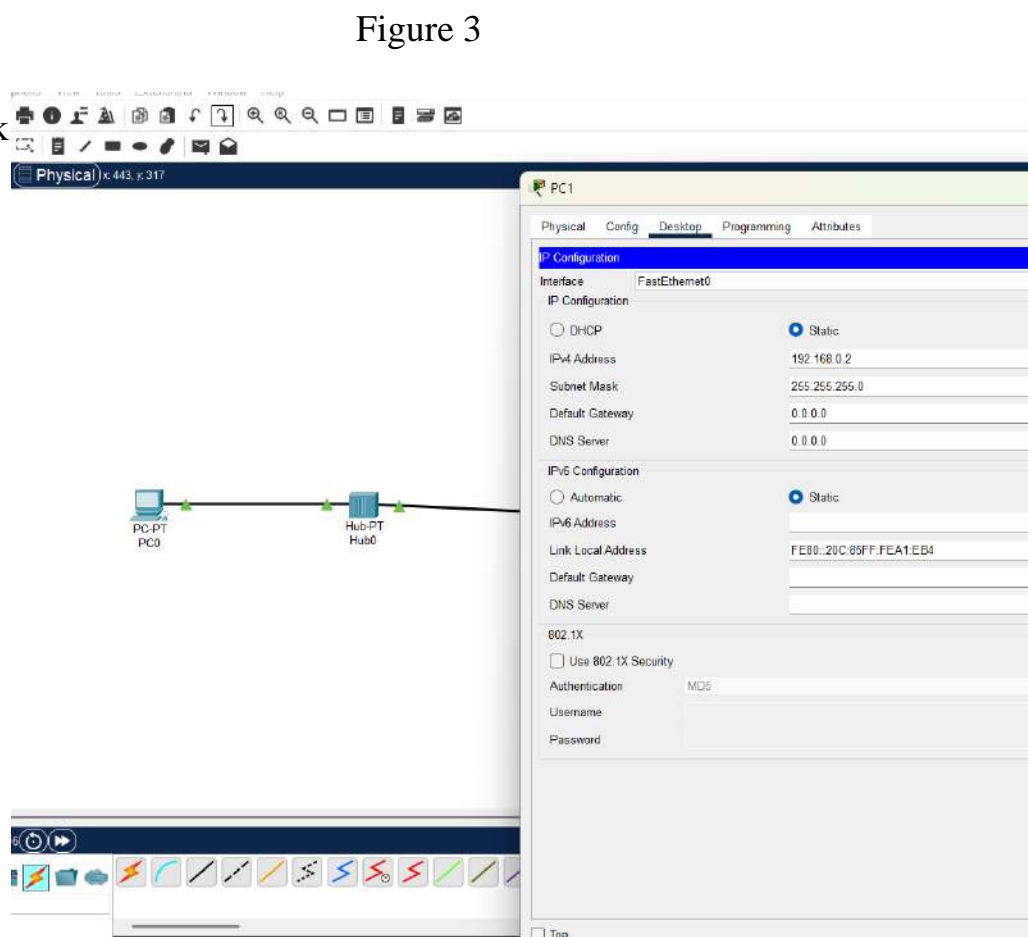 Figure 3
k
Physical x: 443, y: 317
PC1
Physical Config Desktop Programming Attributes
IP Configuration
Interface FastEthernet0
IP Configuration
DHCP Static
IPv4 Address 192.168.0.2
Subnet Mask 255.255.255.0
Default Gateway 0.0.0.0
DNS Server 0.0.0.0
IPv6 Configuration
Automatic Static
IPv6 Address
Link Local Address FE80::20C:85FF:FEA1:EB4
Default Gateway
DNS Server
802.1X
Use 802.1X Security
Authentication MD5
Username
Password
PC-PT
PC0
Hub-PT
Hub0
Top